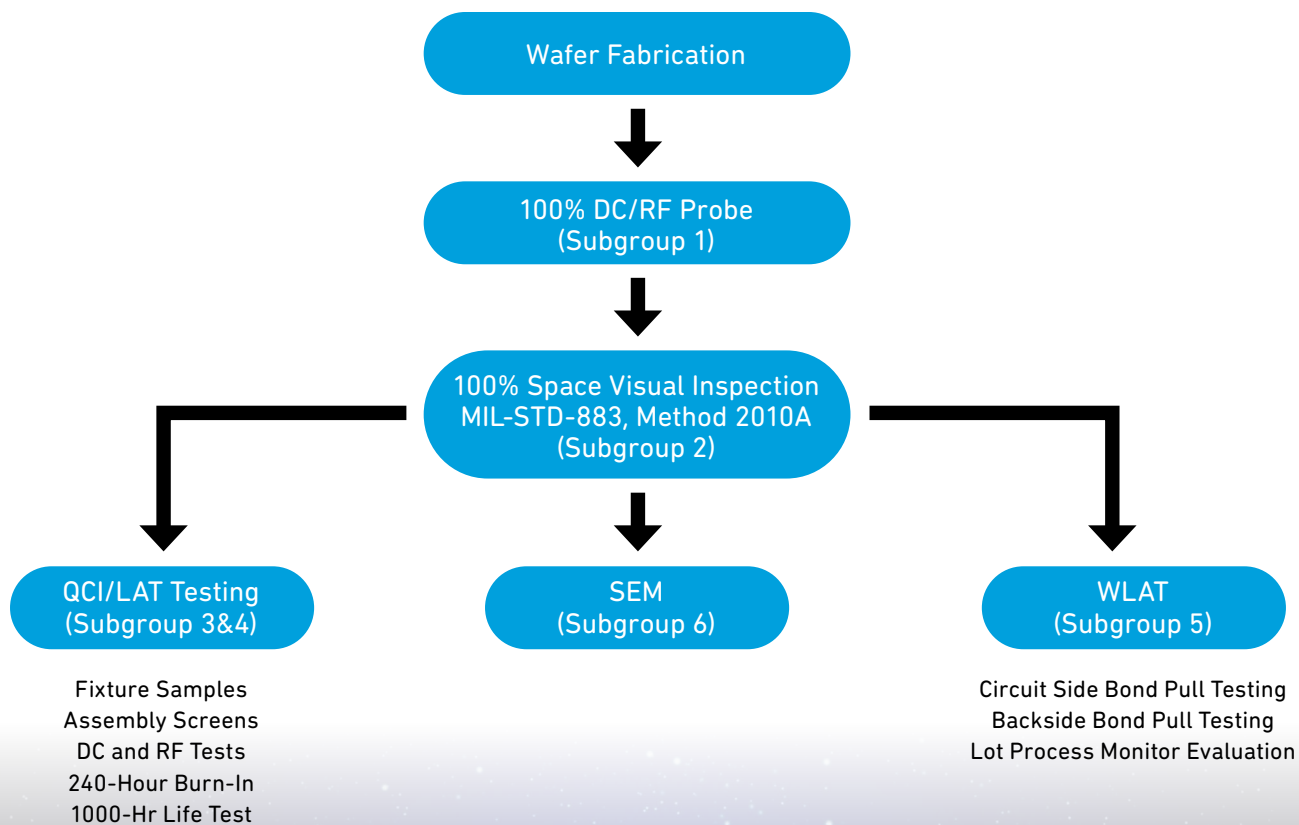 Wafer Fabrication
100% DC/RF Probe
(Subgroup 1)
100% Space Visual Inspection
MIL-STD-883, Method 2010A
(Subgroup 2)
QCI/LAT Testing
(Subgroup 3&4)
Fixture Samples
Assembly Screens
DC and RF Tests
240-Hour Burn-In
1000-Hr Life Test
SEM
(Subgroup 6)
WLAT
(Subgroup 5)
Circuit Side Bond Pull Testing
Backside Bond Pull Testing
Lot Process Monitor Evaluation